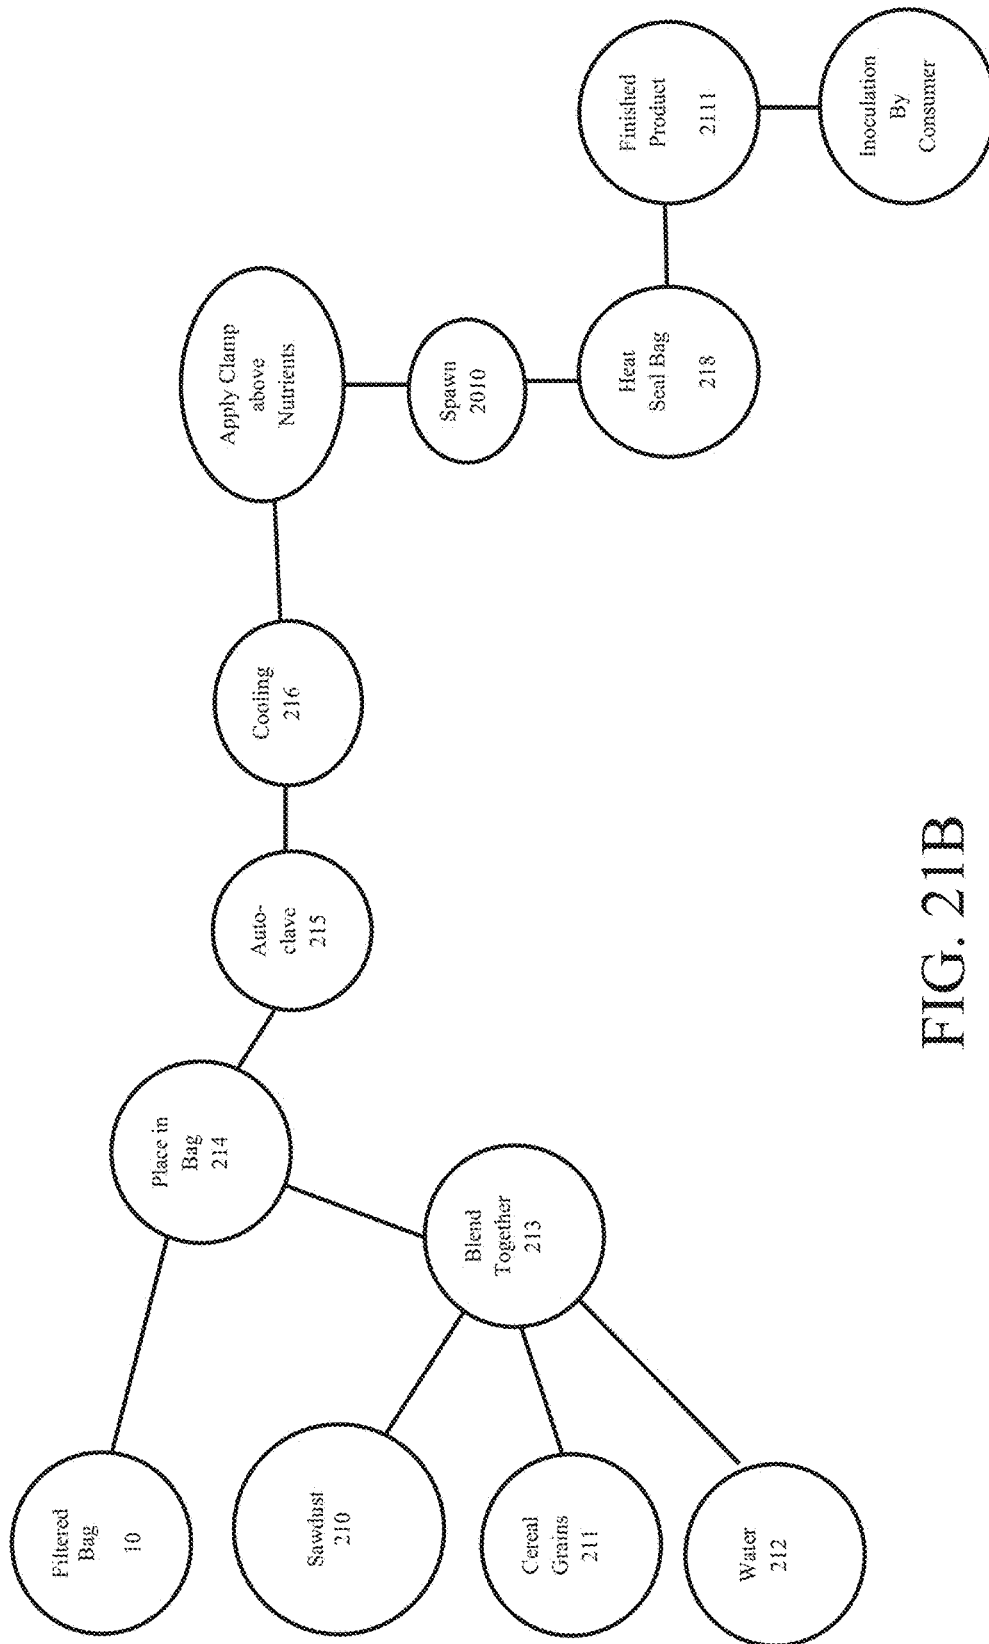 Filtered
Bag
10
Sawdust
210
Cereal
Grains
211
Water
212
Place in
Bag
214
Blend
Together
213
Auto-
clave
215
Cooling
216
Apply Clamp
above
Nutrients
Spawn
2010
Heat
Seal Bag
218
Finished
Product
2111
Inoculation
By
Consumer
FIG. 21B